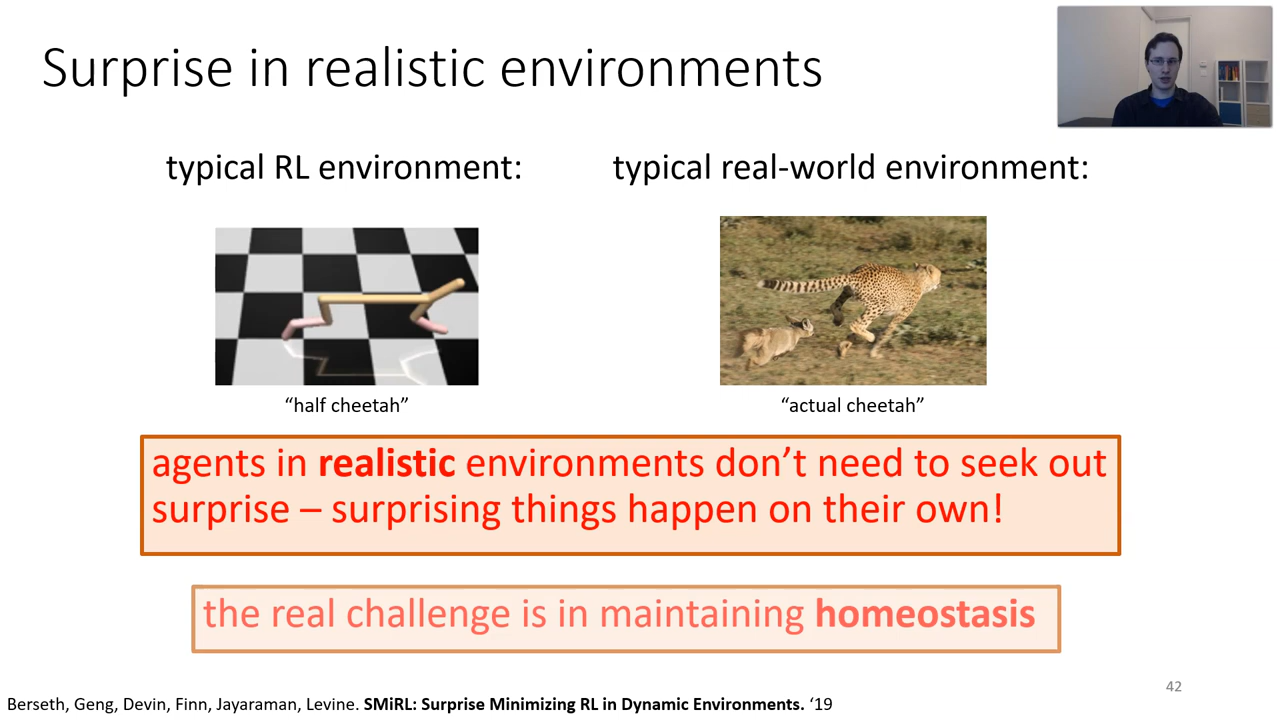 Surprise in realistic environments
typical RL environment:
typical real-world environment:
“half cheetah”
“actual cheetah”
agents in realistic environments don’t need to seek out
surprise – surprising things happen on their own!
the real challenge is in maintaining homeostasis
42
Berseth, Geng, Devin, Finn, Jayaraman, Levine. SMiRL: Surprise Minimizing RL in Dynamic Environments. ‘19